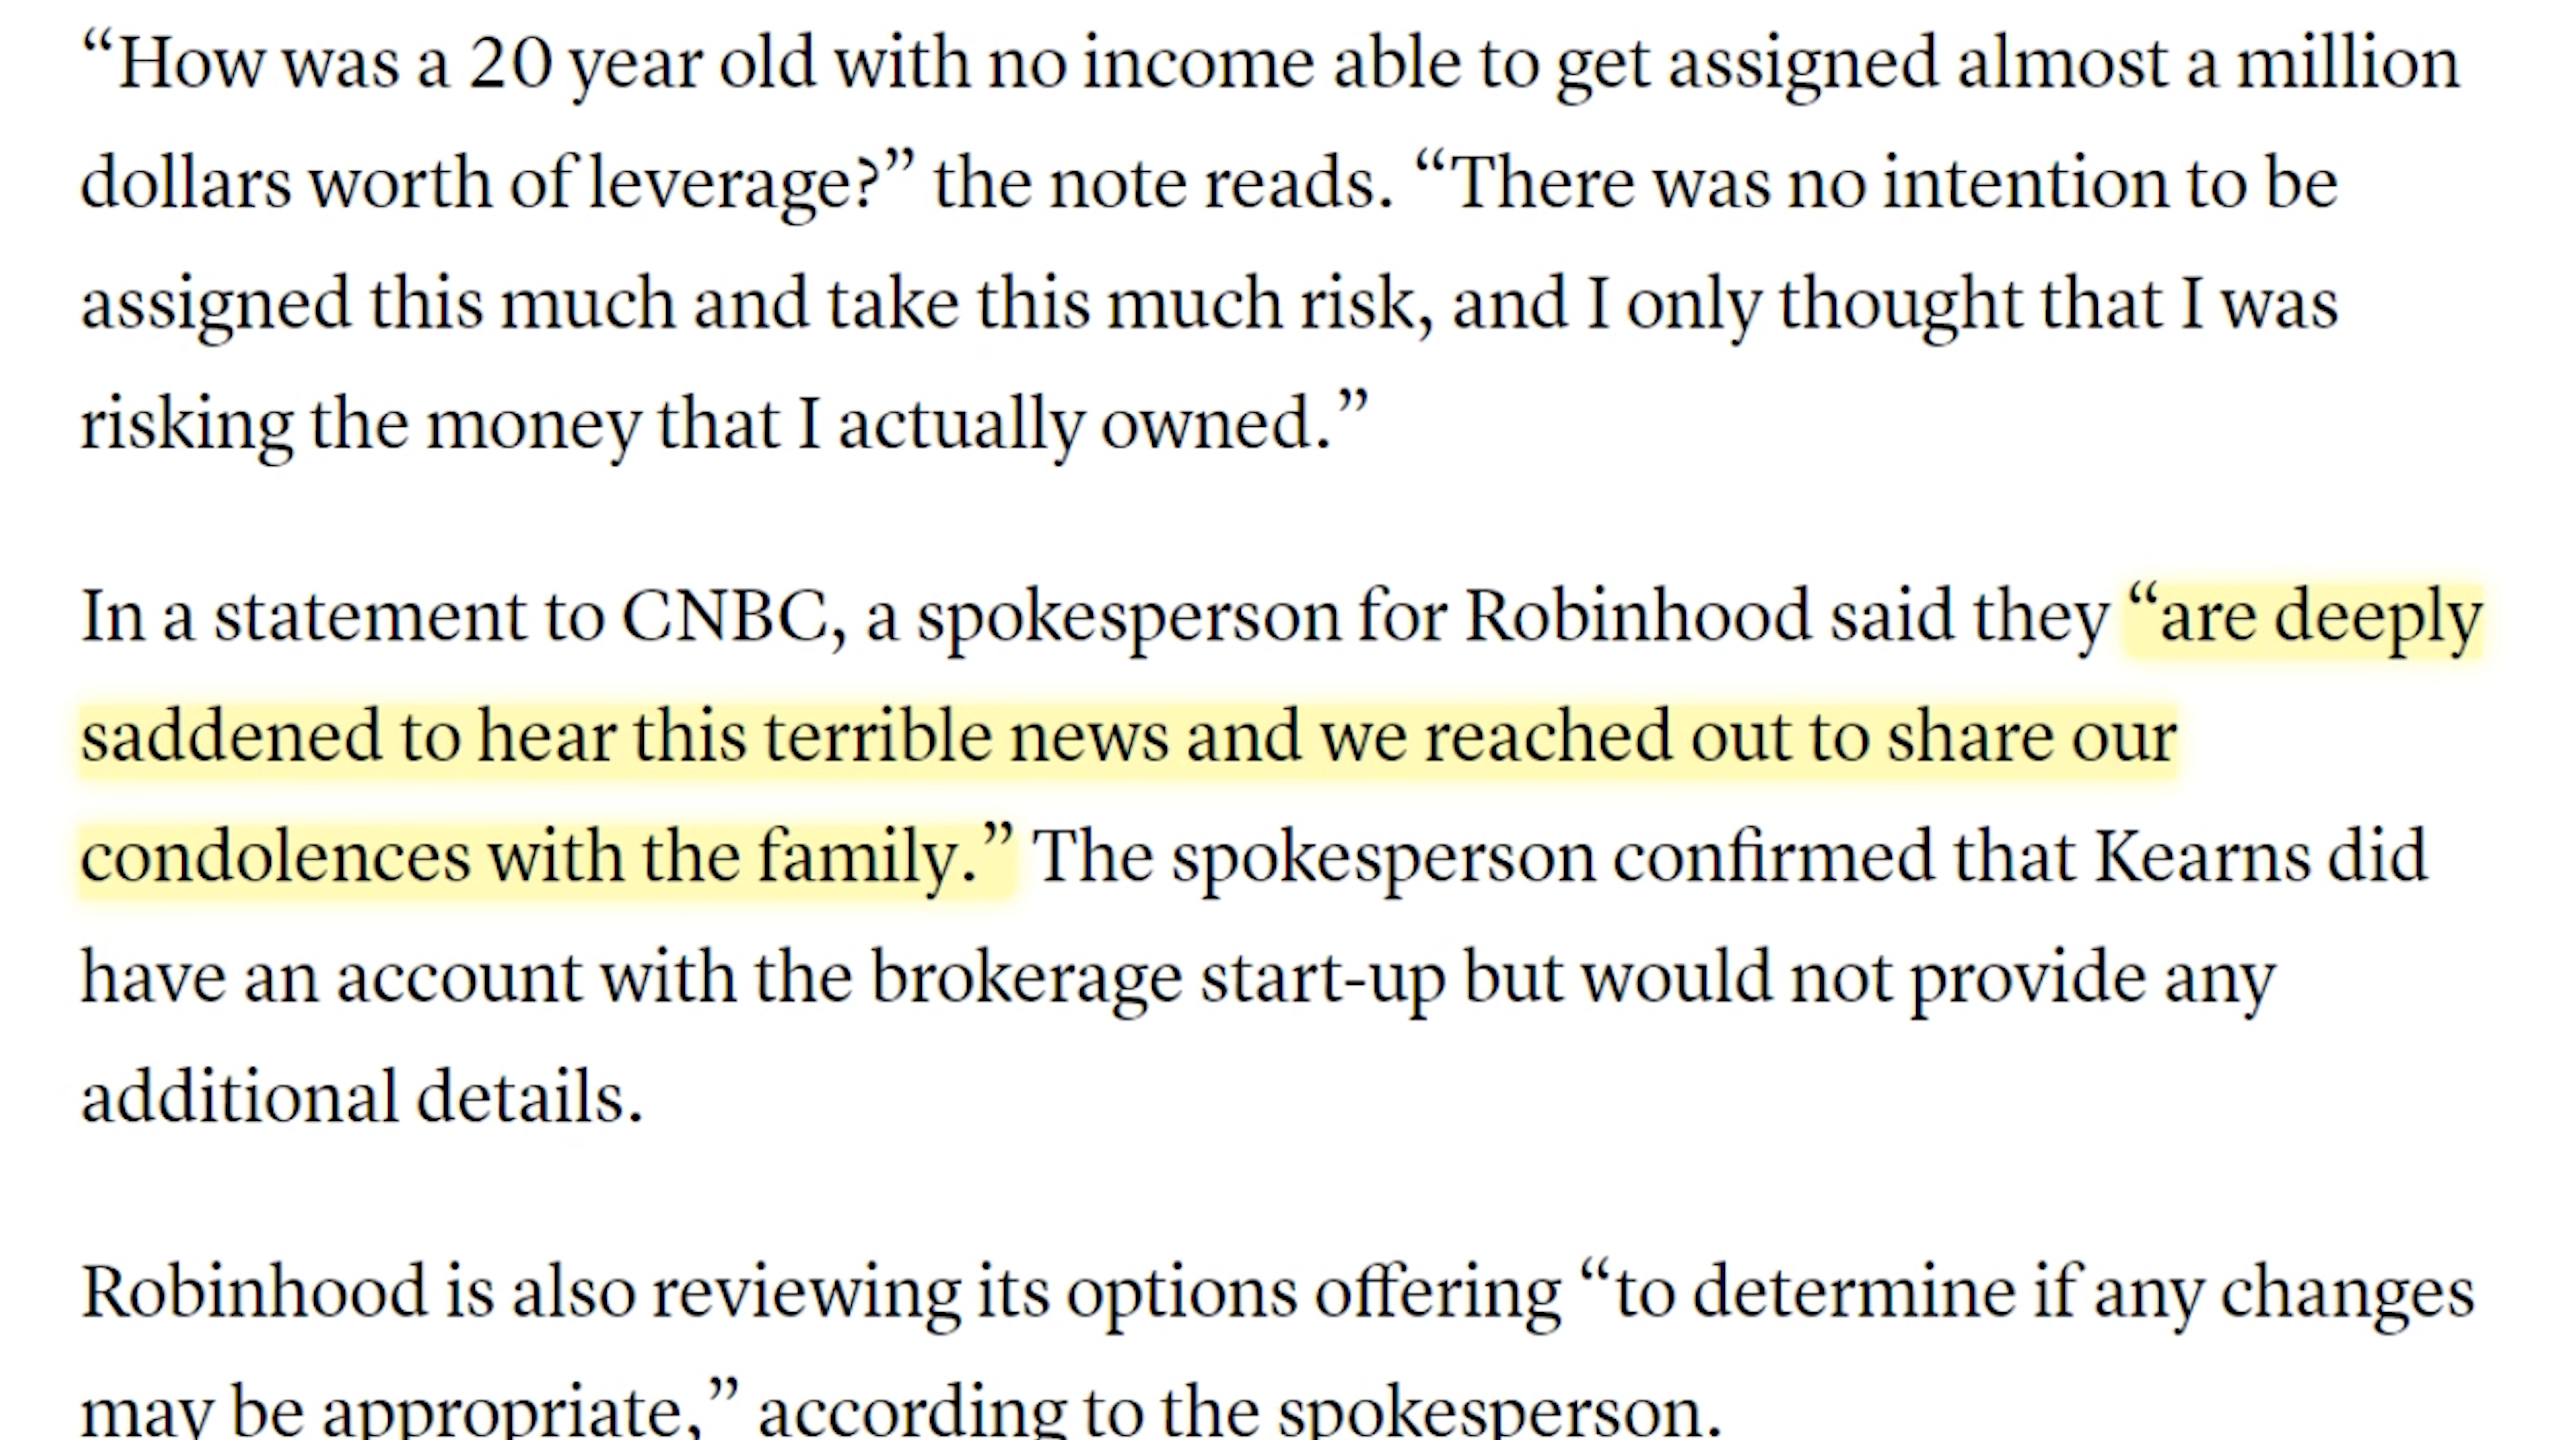 “How was a 20 year old with no income able to get assigned almost a million
dollars worth of leverage?” the note reads. “There was no intention to be
assigned this much and take this much risk, and I only thought that I was
risking the money that I actually owned.”
In a statement to CNBC, a spokesperson for Robinhood said they “are deeply
saddened to hear this terrible news and we reached out to share our
condolences with the family.” The spokesperson confirmed that Kearns did
have an account with the brokerage start-up but would not provide any
additional details.
Robinhood is also reviewing its options offering “to determine if any changes
may be appropriate,” according to the spokesperson.